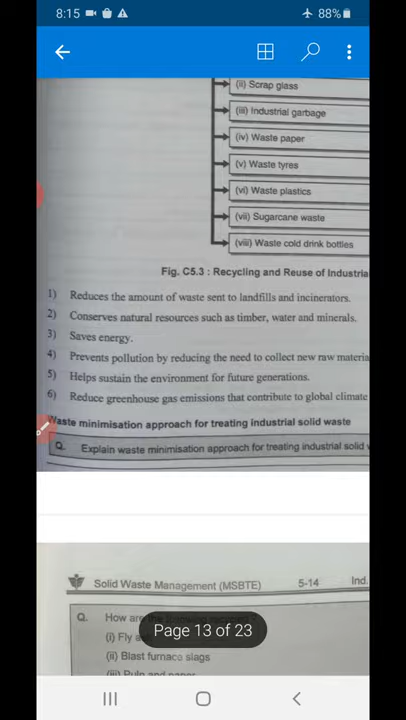 8:15
88%
(ii) Scrap glass
(iii) Industrial garbage
(iv) Waste paper
(v) Waste tyres
(vi) Waste plastics
(vii) Sugarcane waste
(viii) Waste cold drink bottles
Fig. C5.3 : Recycling and Reuse of Industria
1) Reduces the amount of waste sent to landfills and incinerators.
2) Conserves natural resources such as timber, water and minerals.
3) Saves energy.
4) Prevents pollution by reducing the need to collect new raw materia
5) Helps sustain the environment for future generations.
6) Reduce greenhouse gas emissions that contribute to global climate
Waste minimisation approach for treating industrial solid waste
Q. Explain waste minimisation approach for treating industrial solid
Solid Waste Management (MSBTE) 5-14 Ind.
Q. How are
(i) Fly
Page 13 of 23
(ii) Blast furnace slags
(iii) Pulp and paper